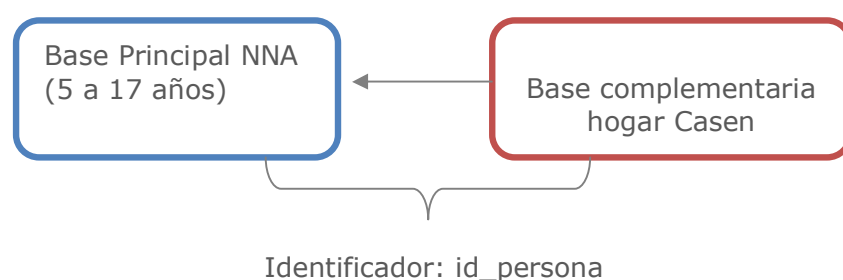 Base Principal NNA
(5 a 17 años)
Base complementaria
hogar Casen
Identificador: id_persona